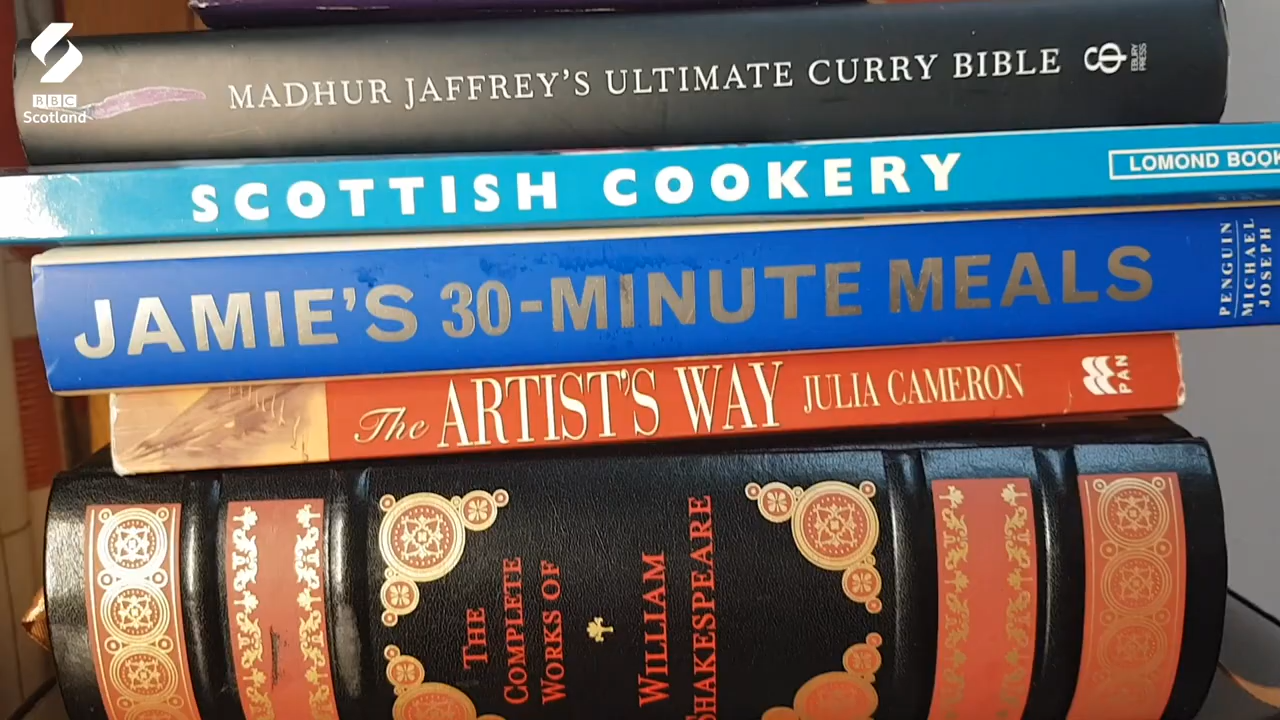 BBC
Scotland
MADHUR JAFFREY'S ULTIMATE CURRY BIBLE
EBURY
PRESS
SCOTTISH COOKERY
LOMOND BOOK
JAMIE'S 30-MINUTE MEALS
PENGUIN
MICHAEL
JOSEPH
The ARTIST'S WAY JULIA CAMERON
PAN
THE
COMPLETE
WORKS OF
WILLIAM
SHAKESPEARE